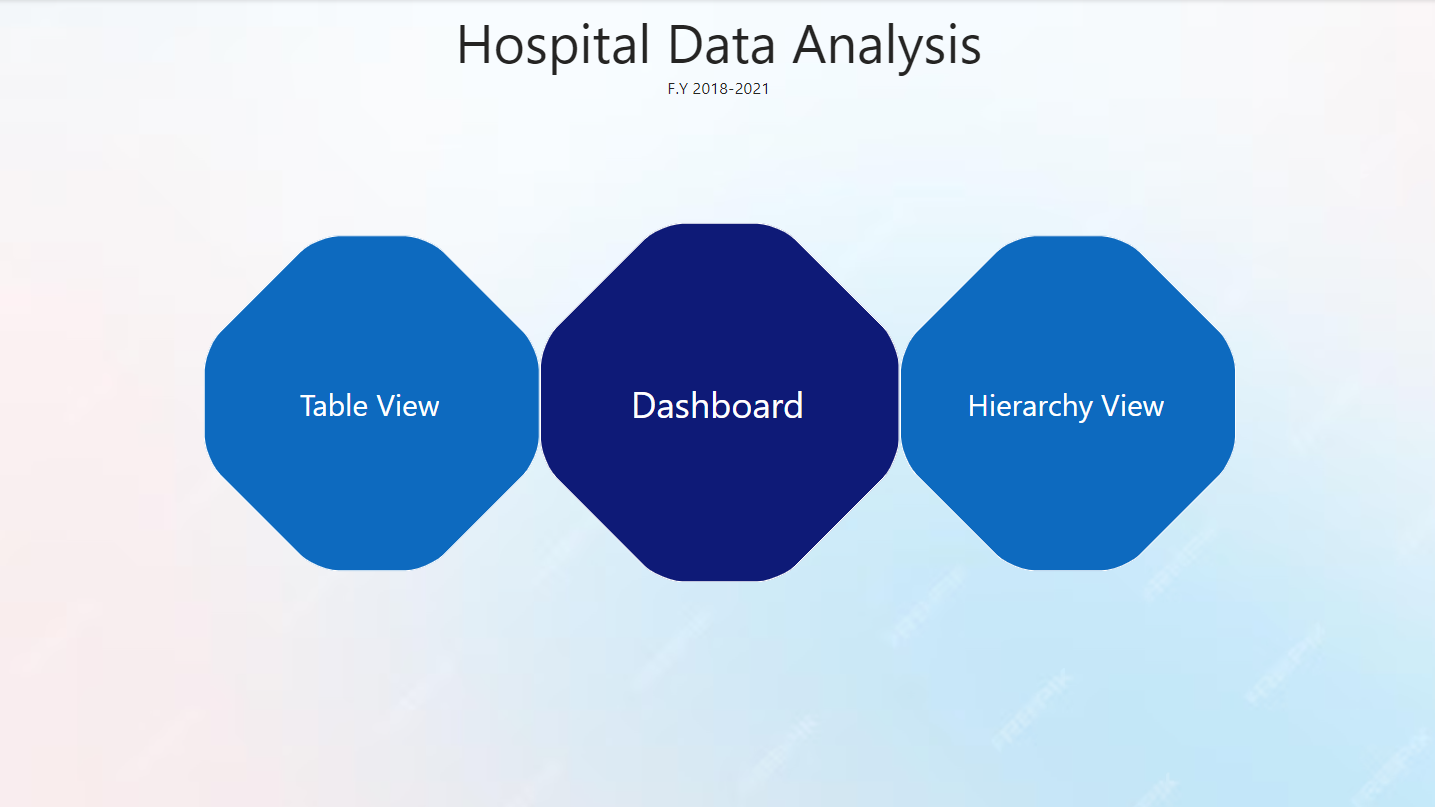 Hospital Data Analysis
F.Y 2018-2021
Table View
Dashboard
Hierarchy View